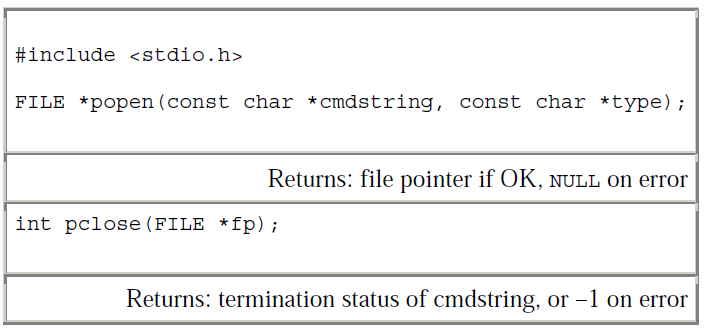 #include <stdio.h>
FILE *popen(const char *cmdstring, const char *type);
Returns: file pointer if OK, NULL on error
int pclose(FILE *fp);
Returns: termination status of cmdstring, or –1 on error